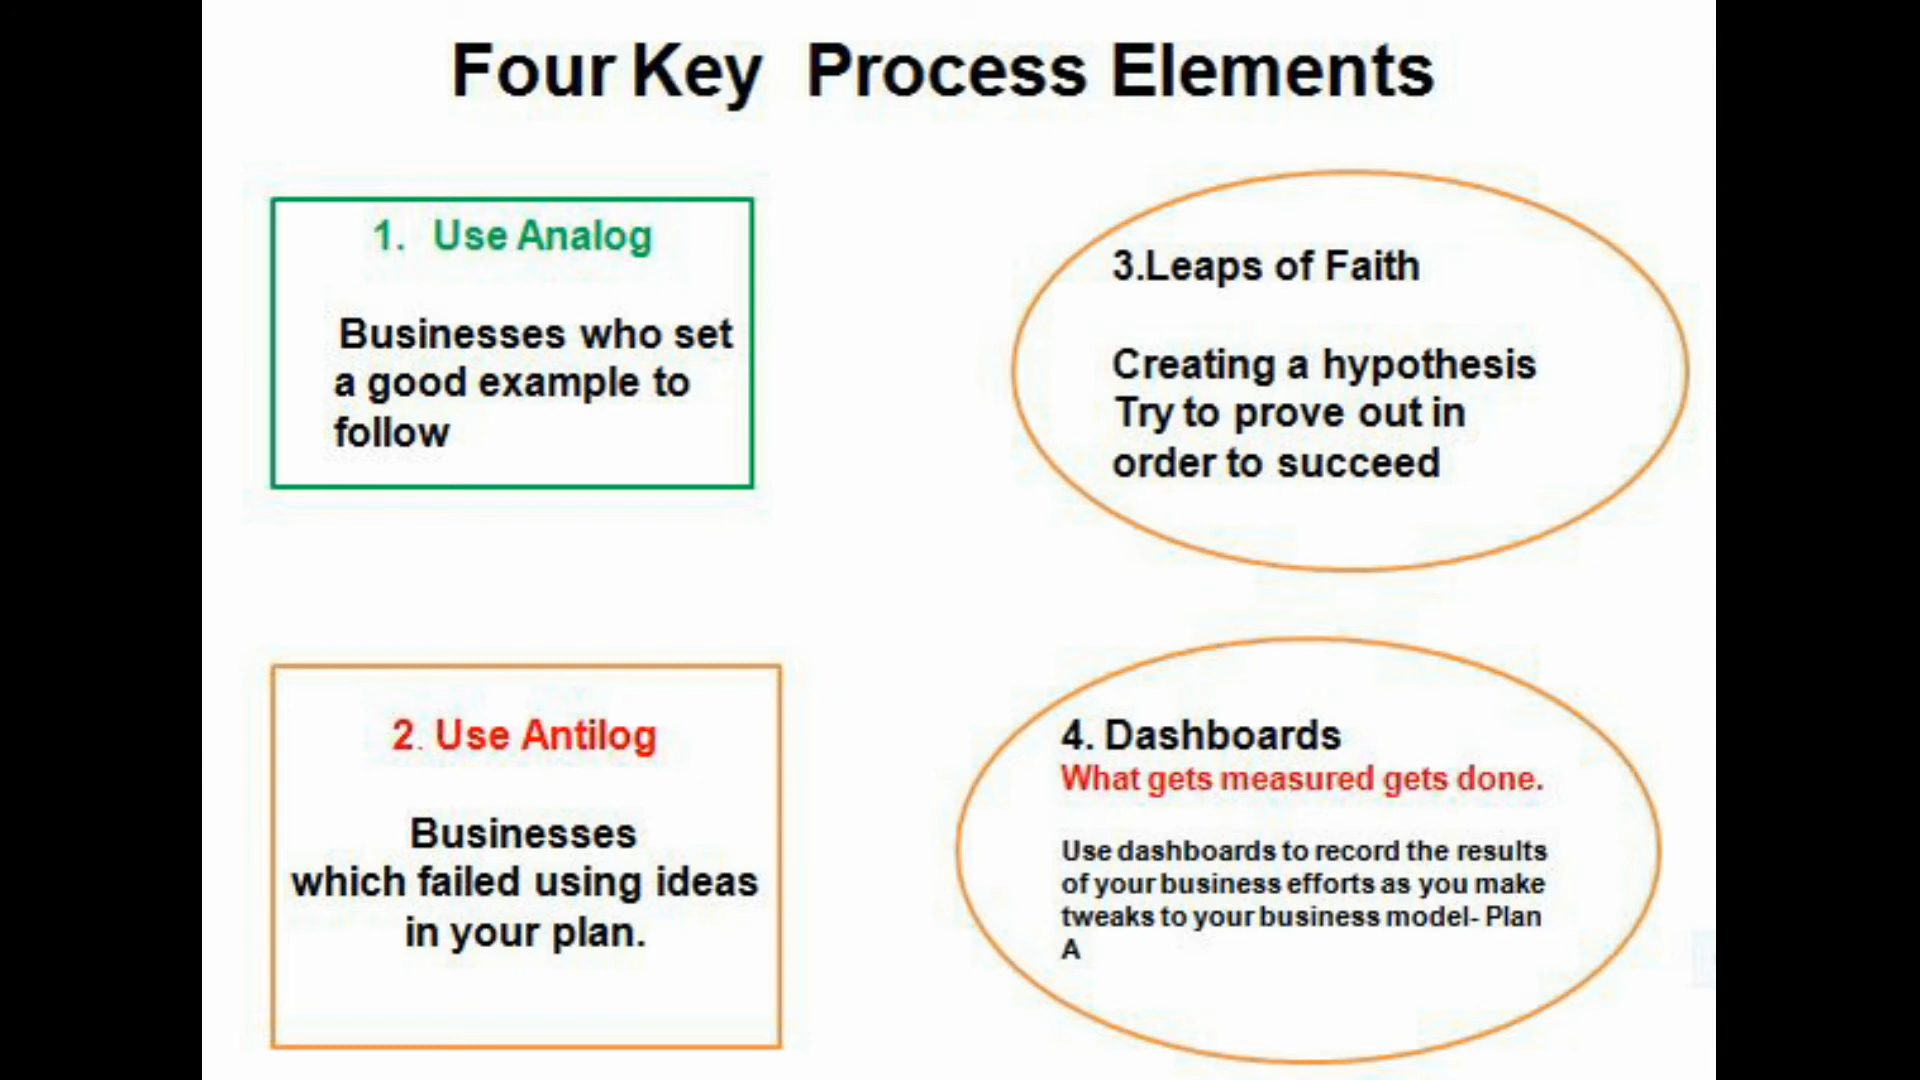 Four Key Process Elements
1. Use Analog
Businesses who set
a good example to
follow
2. Use Antilog
Businesses
which failed using ideas
in your plan.
3.Leaps of Faith
Creating a hypothesis
Try to prove out in
order to succeed
4. Dashboards
What gets measured gets done.
Use dashboards to record the results
of your business efforts as you make
tweaks to your business model- Plan
A